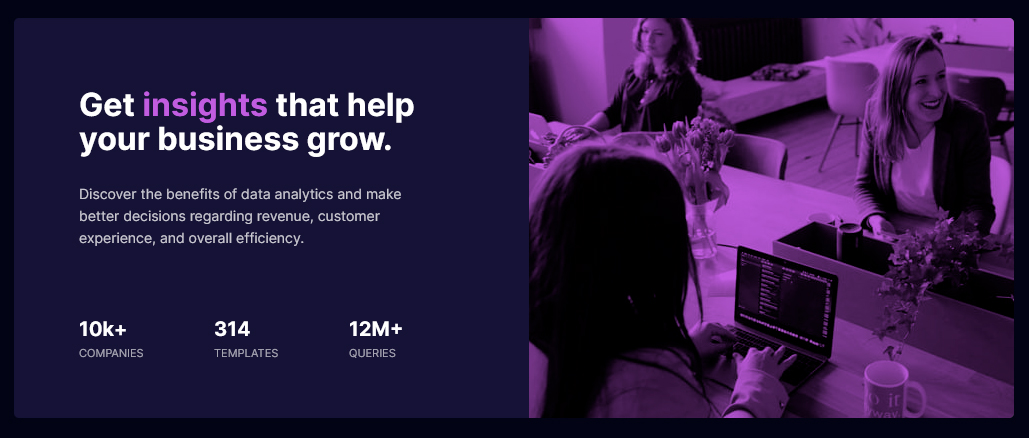 Get insights that help
your business grow.
Discover the benefits of data analytics and make
better decisions regarding revenue, customer
experience, and overall efficiency.
10k+ 314 12M+
COMPANIES TEMPLATES QUERIES